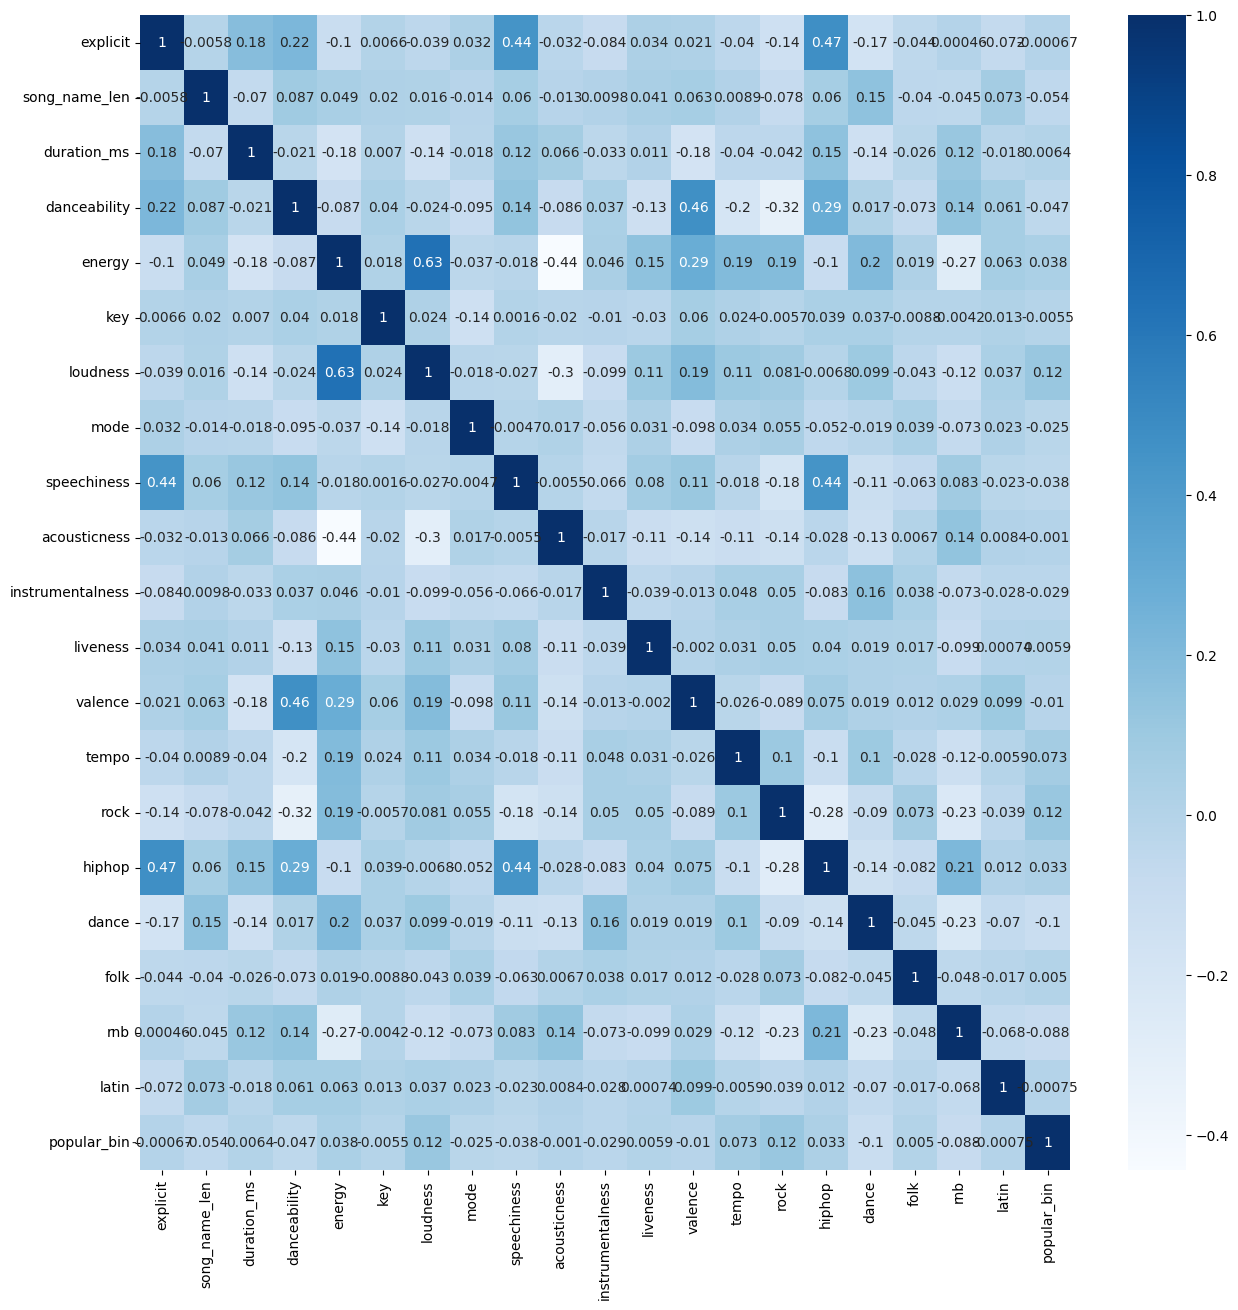 explicit 1 0.0058 0.18 0.22 -0.1 0.0066 -0.039 0.032 0.44 -0.032 -0.084 0.034 0.021 -0.04 -0.14 0.47 -0.17 -0.044 0.00046 -0.072 0.00067
song_name_len 0.0058 1 -0.07 0.087 0.049 0.02 0.016 -0.014 0.06 -0.013 0.0098 0.041 0.063 0.0089 -0.078 0.06 0.15 -0.04 -0.045 0.073 -0.054
duration_ms 0.18 -0.07 1 -0.021 -0.18 0.007 -0.14 -0.018 0.12 0.066 -0.033 0.011 -0.18 -0.04 -0.042 0.15 -0.14 -0.026 0.12 -0.018 0.0064
danceability 0.22 0.087 -0.021 1 -0.087 0.04 -0.024 -0.095 0.14 -0.086 0.037 -0.13 0.46 -0.2 -0.32 0.29 0.017 -0.073 0.14 0.061 -0.047
energy -0.1 0.049 -0.18 -0.087 1 0.018 0.63 -0.037 -0.018 -0.44 0.046 0.15 0.29 0.19 0.19 -0.1 0.2 0.019 -0.27 0.063 0.038
key 0.0066 0.02 0.007 0.04 0.018 1 0.024 -0.14 0.0016 -0.02 -0.01 -0.03 0.06 0.024 -0.0057 0.039 0.037 -0.0088 -0.0042 0.013 -0.0055
loudness -0.039 0.016 -0.14 -0.024 0.63 0.024 1 -0.018 -0.027 -0.3 -0.099 0.11 0.19 0.11 0.081 -0.0068 0.099 -0.043 -0.12 0.037 0.12
mode 0.032 -0.014 -0.018 -0.095 -0.037 -0.14 -0.018 1 0.0047 0.017 -0.056 0.031 -0.098 0.034 0.055 -0.052 -0.019 0.039 -0.073 0.023 -0.025
speechiness 0.44 0.06 0.12 0.14 -0.018 0.0016 -0.027 -0.0047 1 -0.0055 -0.066 0.08 0.11 -0.018 -0.18 0.44 -0.11 -0.063 0.083 -0.023 -0.038
acousticness -0.032 -0.013 0.066 -0.086 -0.44 -0.02 -0.3 0.017 -0.0055 1 -0.017 -0.11 -0.14 -0.11 -0.14 -0.028 -0.13 0.0067 0.14 0.0084 -0.001
instrumentalness -0.084 0.0098 -0.033 0.037 0.046 -0.01 -0.099 -0.056 -0.066 -0.017 1 -0.039 -0.013 0.048 0.05 -0.083 0.16 0.038 -0.073 -0.028 -0.029
liveness 0.034 0.041 0.011 -0.13 0.15 -0.03 0.11 0.031 0.08 -0.11 -0.039 1 -0.002 0.031 0.05 0.04 0.019 0.017 -0.099 0.00074 0.0059
valence 0.021 0.063 -0.18 0.46 0.29 0.06 0.19 -0.098 0.11 -0.14 -0.013 -0.002 1 -0.026 -0.089 0.075 0.019 0.012 0.029 0.099 -0.01
tempo -0.04 0.0089 -0.04 -0.2 0.19 0.024 0.11 0.034 -0.018 -0.11 0.048 0.031 -0.026 1 0.1 -0.1 0.1 -0.028 -0.12 -0.0059 0.073
rock -0.14 -0.078 -0.042 -0.32 0.19 -0.0057 0.081 0.055 -0.18 -0.14 0.05 0.05 -0.089 0.1 1 -0.28 -0.09 0.073 -0.23 -0.039 0.12
hiphop 0.47 0.06 0.15 0.29 -0.1 0.039 -0.0068 -0.052 0.44 -0.028 -0.083 0.04 0.075 -0.1 -0.28 1 -0.14 -0.082 0.21 0.012 0.033
dance -0.17 0.15 -0.14 0.017 0.2 0.037 0.099 -0.019 -0.11 -0.13 0.16 0.019 0.019 0.1 -0.09 -0.14 1 -0.045 -0.23 -0.07 -0.1
folk -0.044 -0.04 -0.026 -0.073 0.019 -0.0088 -0.043 0.039 -0.063 0.0067 0.038 0.017 0.012 -0.028 0.073 -0.082 -0.045 1 -0.048 -0.017 0.005
rnb 0.00046 -0.045 0.12 0.14 -0.27 -0.0042 -0.12 -0.073 0.083 0.14 -0.073 -0.099 0.029 -0.12 -0.23 0.21 -0.23 -0.048 1 -0.068 -0.088
latin -0.072 0.073 -0.018 0.061 0.063 0.013 0.037 0.023 -0.023 0.0084 -0.028 0.00074 0.099 -0.0059 -0.039 0.012 -0.07 -0.017 -0.068 1 0.00075
popular_bin 0.00067 -0.054 0.0064 -0.047 0.038 -0.0055 0.12 -0.025 -0.038 -0.001 -0.029 0.0059 -0.01 0.073 0.12 0.033 -0.1 0.005 -0.088 1
explicit song_name_len duration_ms danceability energy key loudness mode speechiness acousticness instrumentalness liveness valence tempo rock hiphop dance folk rnb latin popular_bin
1.0
0.8
0.6
0.4
0.2
0.0
−0.2
−0.4